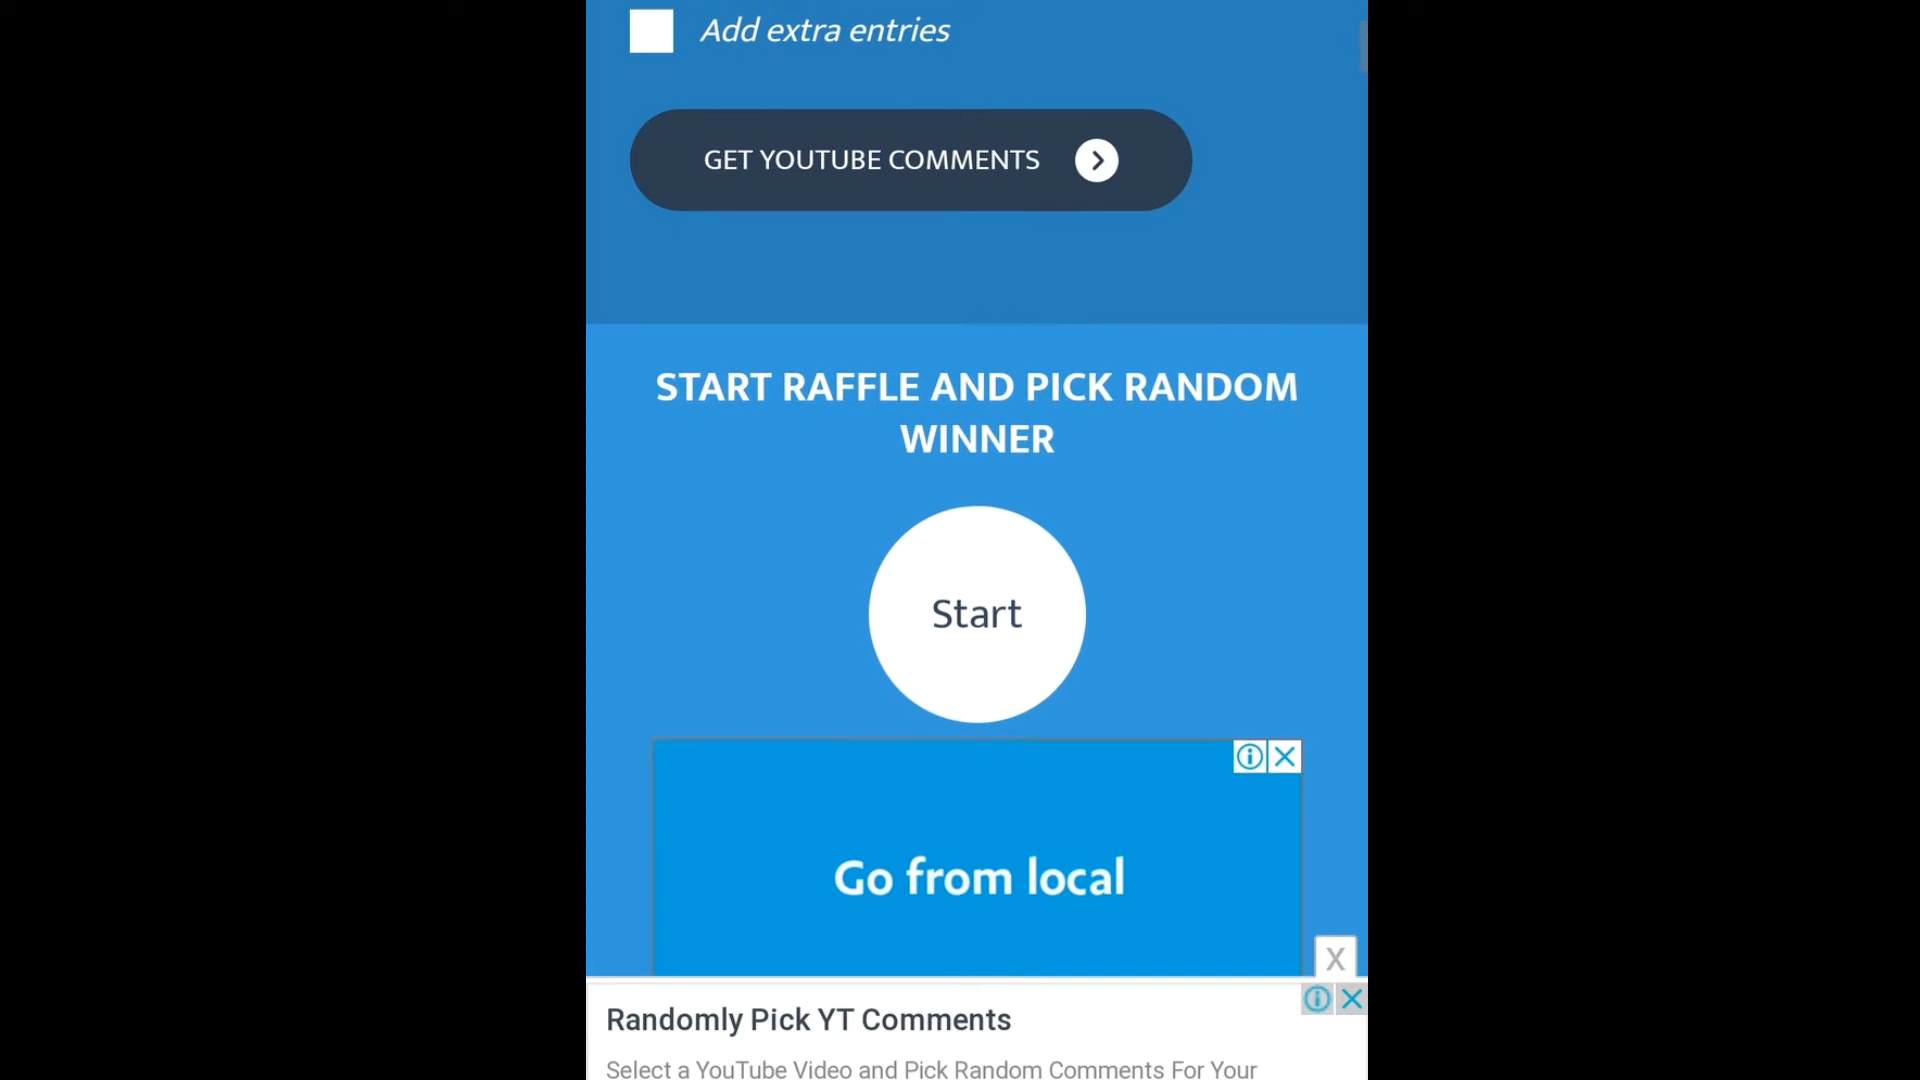 Add extra entries
GET YOUTUBE COMMENTS
START RAFFLE AND PICK RANDOM
WINNER
Start
Go from local
X
Randomly Pick YT Comments
Select a YouTube Video and Pick Random Comments For Your